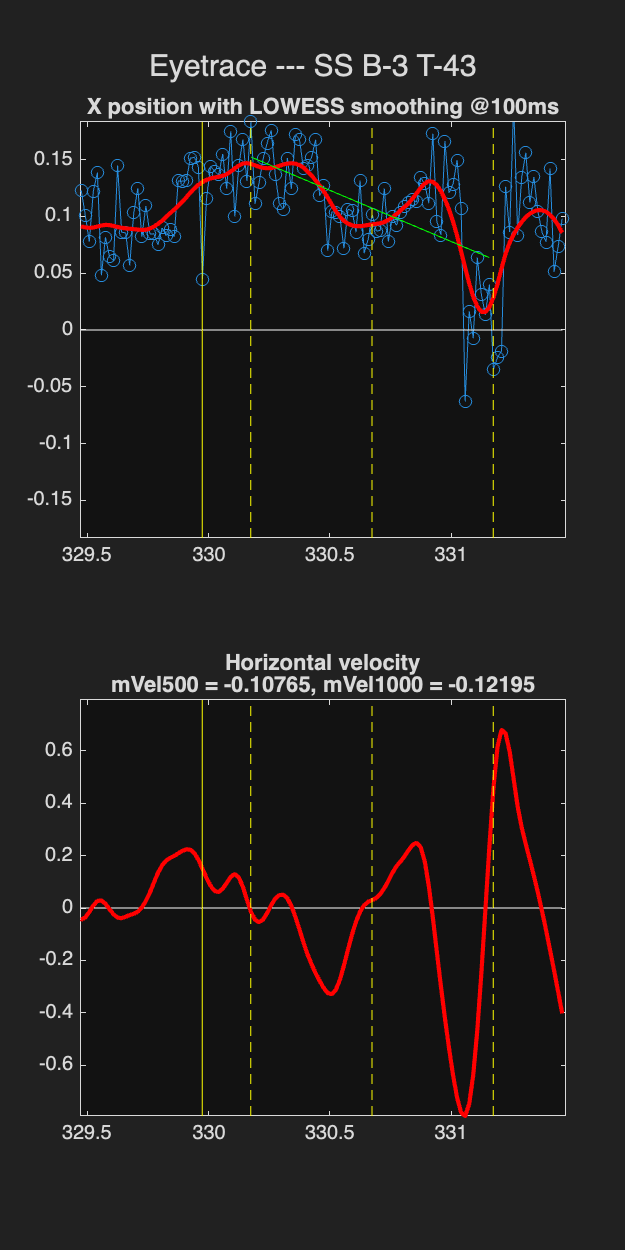 Eyetrace --- SS B-3 T-43
X position with LOWESS smoothing @100ms
0.15
0.1
0.05
0
-0.05
-0.1
-0.15
329.5 330 330.5 331
Horizontal velocity
mVel500 = -0.10765, mVel1000 = -0.12195
0.6
0.4
0.2
0
-0.2
-0.4
-0.6
329.5 330 330.5 331